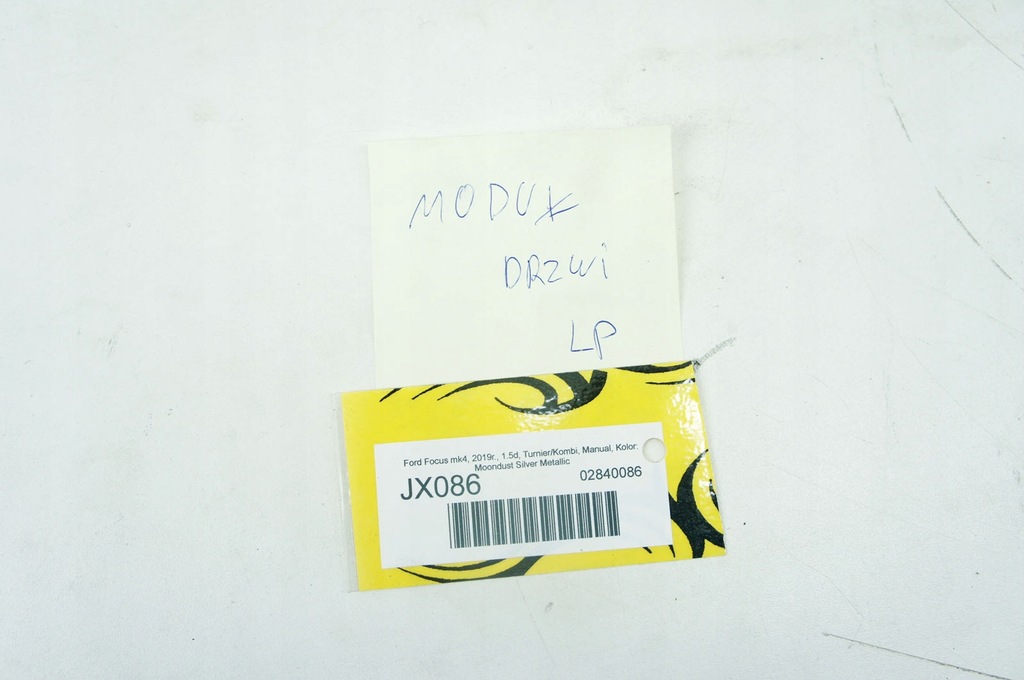 MODUŁ
DRZWI
LP
Ford Focus mk4, 2019r., 1.5d, Turnier/Kombi, Manual, Kolor:
Moondust Silver Metallic
JX086
02840086